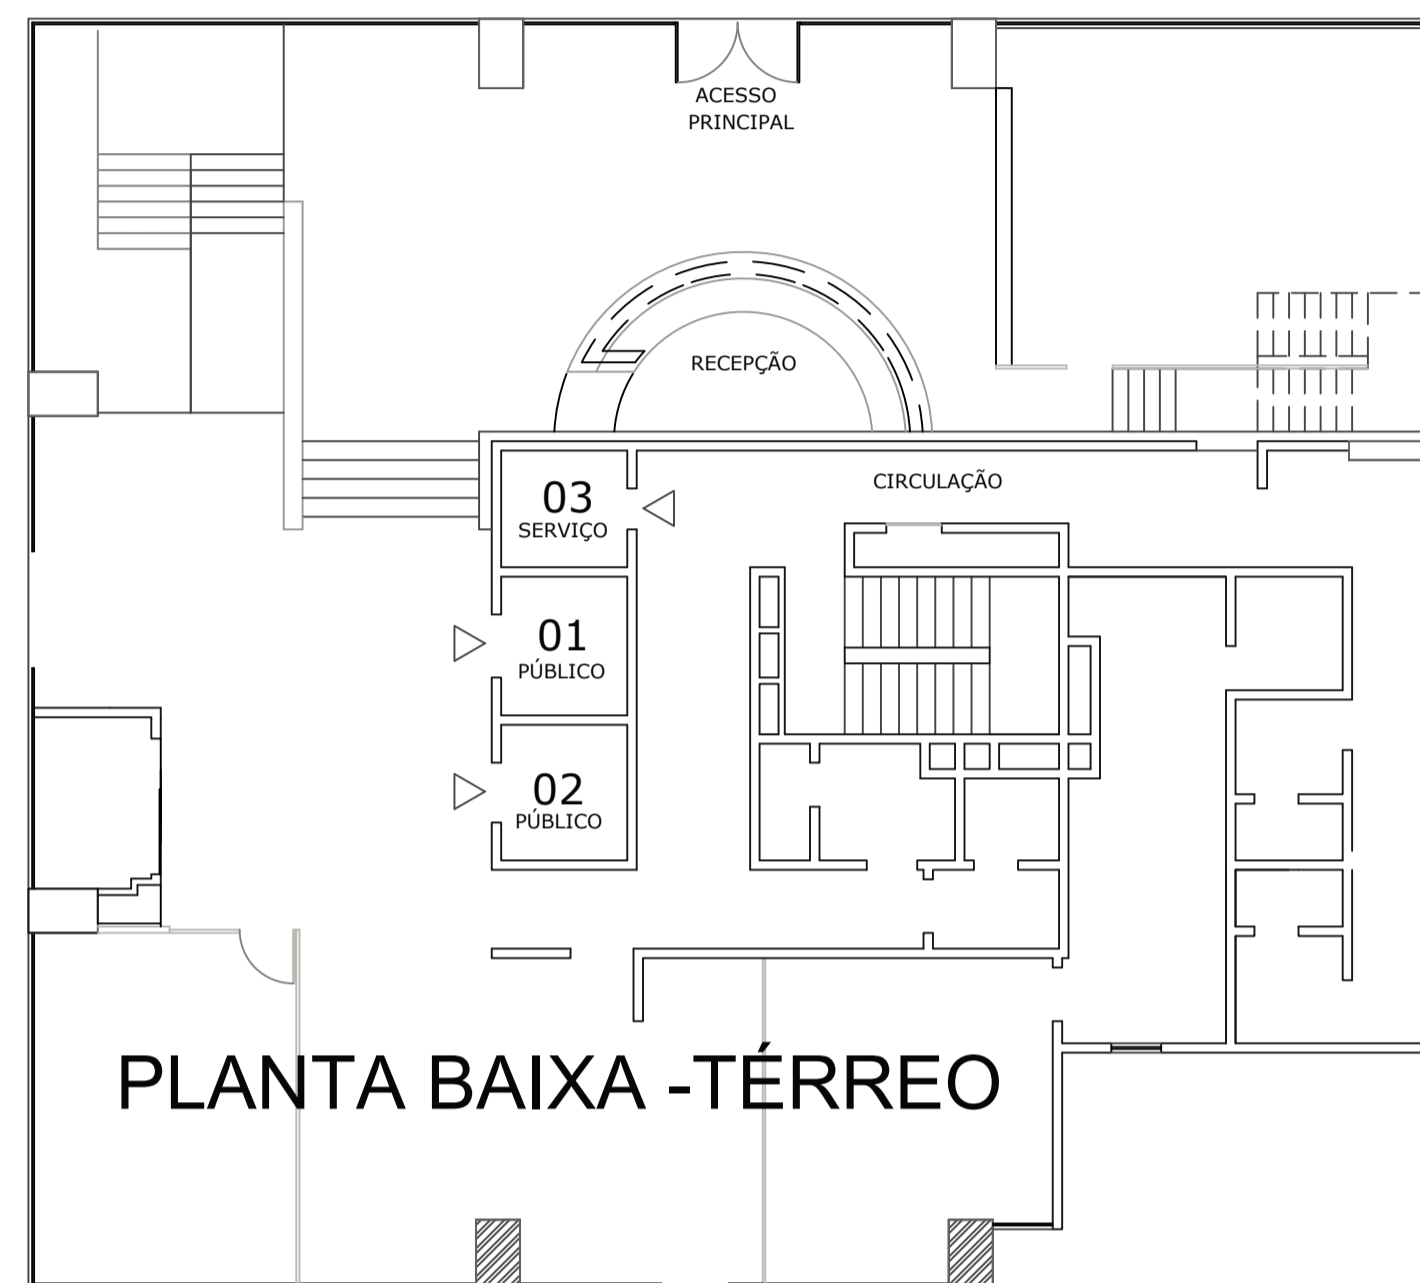 ACESSO
PRINCIPAL
RECEPÇÃO
CIRCULAÇÃO
03
SERVIÇO
01
PÚBLICO
02
PÚBLICO
PLANTA BAIXA -TÉRREO